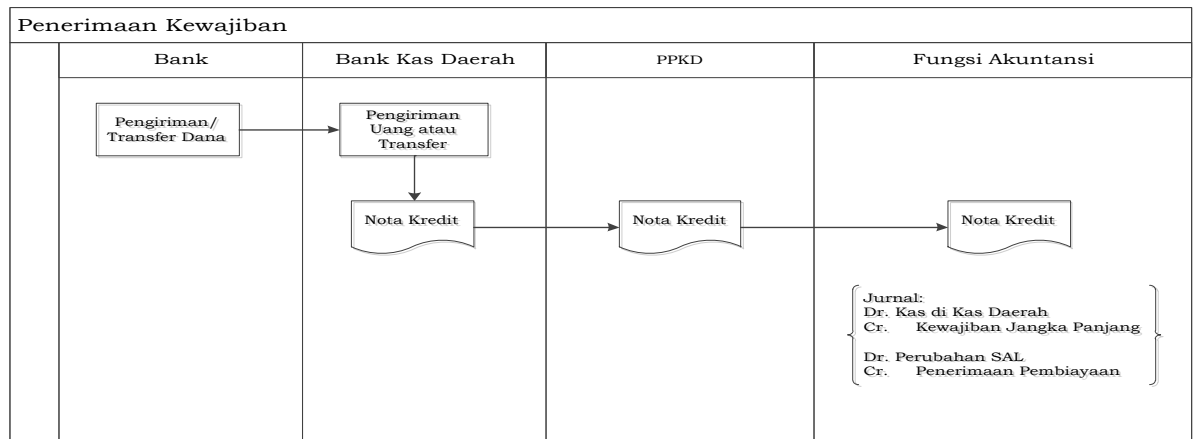 Penerimaan Kewajiban
Bank
Bank Kas Daerah
PPKD
Fungsi Akuntansi
Pengiriman/
Transfer Dana
Pengiriman
Uang atau
Transfer
Nota Kredit
Nota Kredit
Nota Kredit
Jurnal:
Dr. Kas di Kas Daerah
Cr. Kewajiban Jangka Panjang
Dr. Perubahan SAL
Cr. Penerimaan Pembiayaan